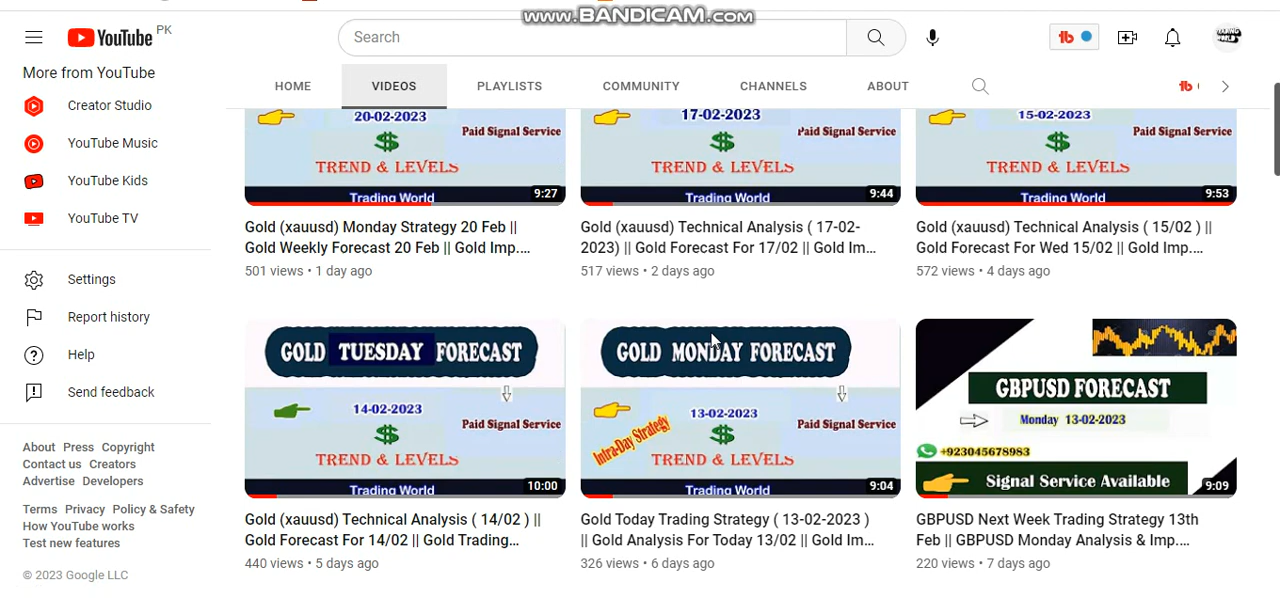 www.BANDICAM.com
YouTube PK
Search
More from YouTube
HOME
VIDEOS
PLAYLISTS
COMMUNITY
CHANNELS
ABOUT
Creator Studio
YouTube Music
YouTube Kids
YouTube TV
Settings
Report history
Help
Send feedback
About Press Copyright
Contact us Creators
Advertise Developers
Terms Privacy Policy & Safety
How YouTube works
Test new features
© 2023 Google LLC
20-02-2023
Paid Signal Service
$
TREND & LEVELS
Trading World
9:27
Gold (xauusd) Monday Strategy 20 Feb ||
Gold Weekly Forecast 20 Feb || Gold Imp....
501 views • 1 day ago
17-02-2023
Paid Signal Service
$
TREND & LEVELS
Trading World
9:44
Gold (xauusd) Technical Analysis ( 17-02-
2023) || Gold Forecast For 17/02 || Gold Im...
517 views • 2 days ago
15-02-2023
Paid Signal Service
$
TREND & LEVELS
Trading World
9:53
Gold (xauusd) Technical Analysis ( 15/02 ) ||
Gold Forecast For Wed 15/02 || Gold Imp....
572 views • 4 days ago
GOLD TUESDAY FORECAST
14-02-2023
Paid Signal Service
$
TREND & LEVELS
Trading World
10:00
Gold (xauusd) Technical Analysis ( 14/02 ) ||
Gold Forecast For 14/02 || Gold Trading...
440 views • 5 days ago
GOLD MONDAY FORECAST
13-02-2023
Paid Signal Service
Intra-Day Strategy
$
TREND & LEVELS
Trading World
9:04
Gold Today Trading Strategy ( 13-02-2023 )
|| Gold Analysis For Today 13/02 || Gold Im...
326 views • 6 days ago
GBPUSD FORECAST
Monday 13-02-2023
+923045678983
Signal Service Available
9:09
GBPUSD Next Week Trading Strategy 13th
Feb || GBPUSD Monday Analysis & Imp....
220 views • 7 days ago